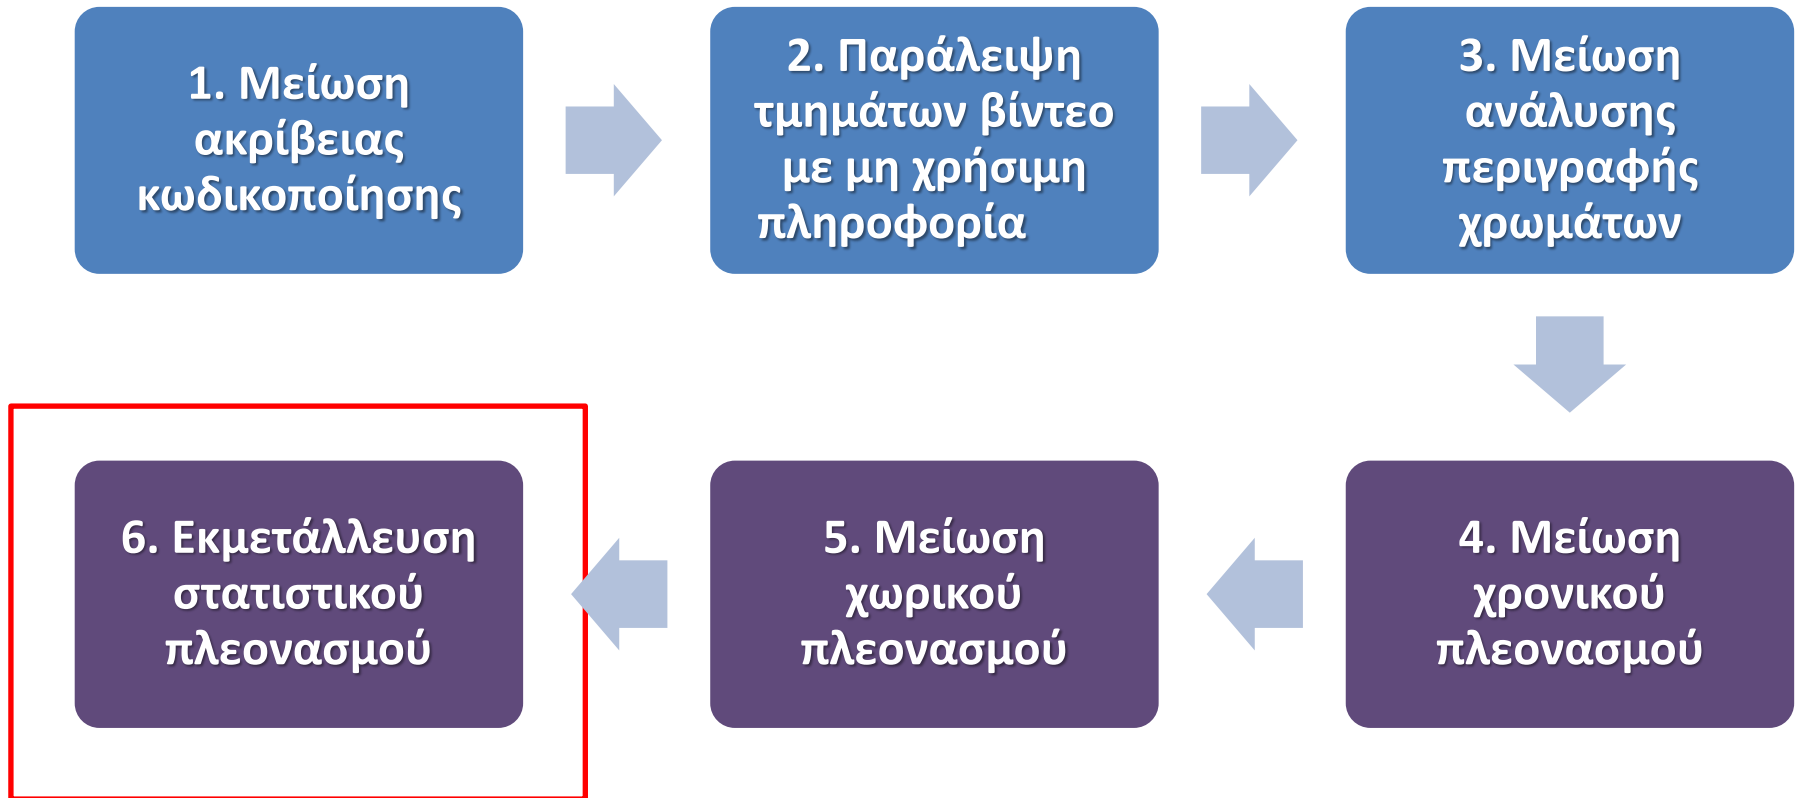 1. Μείωση
ακρίβειας
κωδικοποίησης
2. Παράλειψη
τμημάτων βίντεο
με μη χρήσιμη
πληροφορία
3. Μείωση
ανάλυσης
περιγραφής
χρωμάτων
4. Μείωση
χρονικού
πλεονασμού
5. Μείωση
χωρικού
πλεονασμού
6. Εκμετάλλευση
στατιστικού
πλεονασμού